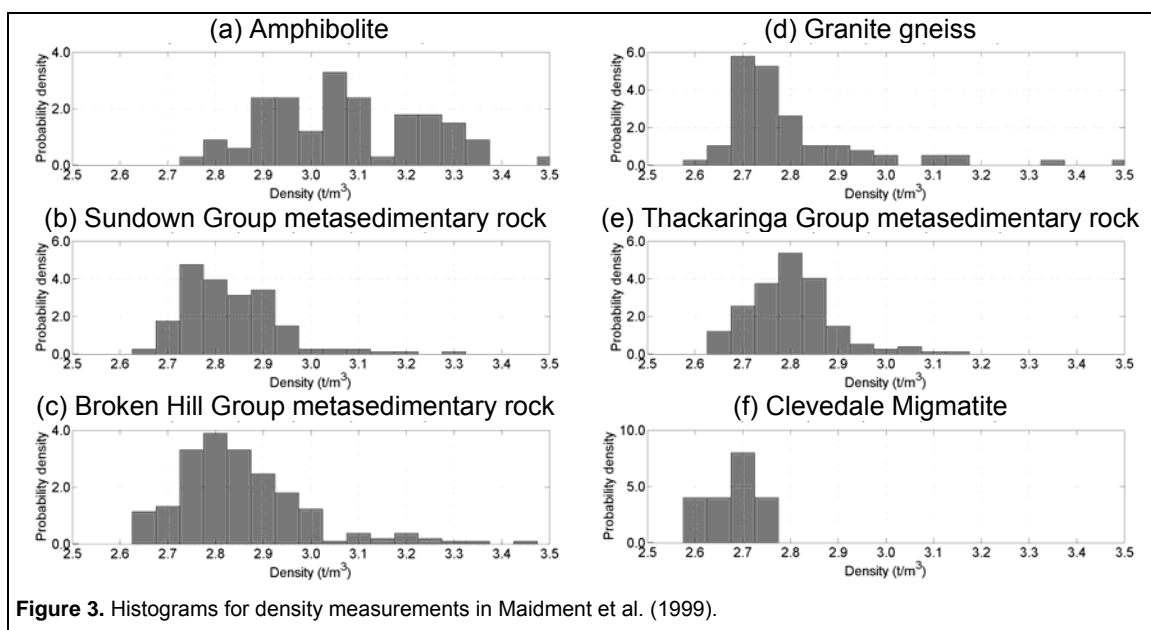 (a) Amphibolite
4.0
2.0
0.0
Probability density
2.5 2.6 2.7 2.8 2.9 3.0 3.1 3.2 3.3 3.4 3.5
Density (t/m³)
(b) Sundown Group metasedimentary rock
6.0
4.0
2.0
0.0
Probability density
2.5 2.6 2.7 2.8 2.9 3.0 3.1 3.2 3.3 3.4 3.5
Density (t/m³)
(c) Broken Hill Group metasedimentary rock
4.0
2.0
0.0
Probability density
2.5 2.6 2.7 2.8 2.9 3.0 3.1 3.2 3.3 3.4 3.5
Density (t/m³)
(d) Granite gneiss
6.0
4.0
2.0
0.0
Probability density
2.5 2.6 2.7 2.8 2.9 3.0 3.1 3.2 3.3 3.4 3.5
Density (t/m³)
(e) Thackaringa Group metasedimentary rock
6.0
4.0
2.0
0.0
Probability density
2.5 2.6 2.7 2.8 2.9 3.0 3.1 3.2 3.3 3.4 3.5
Density (t/m³)
(f) Clevedale Migmatite
10.0
5.0
0.0
Probability density
2.5 2.6 2.7 2.8 2.9 3.0 3.1 3.2 3.3 3.4 3.5
Density (t/m³)
Figure 3. Histograms for density measurements in Maidment et al. (1999).